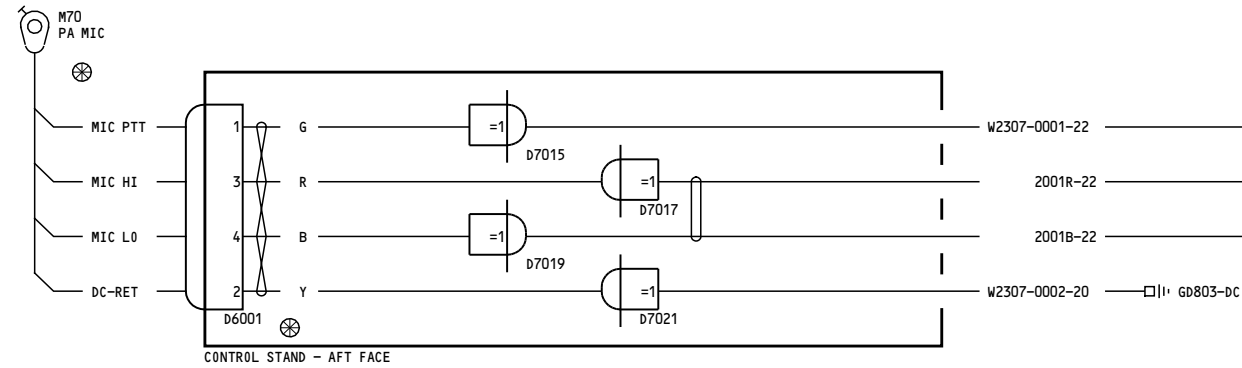 M70
PA MIC
MIC PTT 1 G =1 W2307-0001-22
D7015
MIC HI 3 R =1 2001R-22
D7017
MIC LO 4 B =1 2001B-22
D7019
DC-RET 2 Y =1 W2307-0002-20 GD803-DC
D6001 D7021
CONTROL STAND - AFT FACE